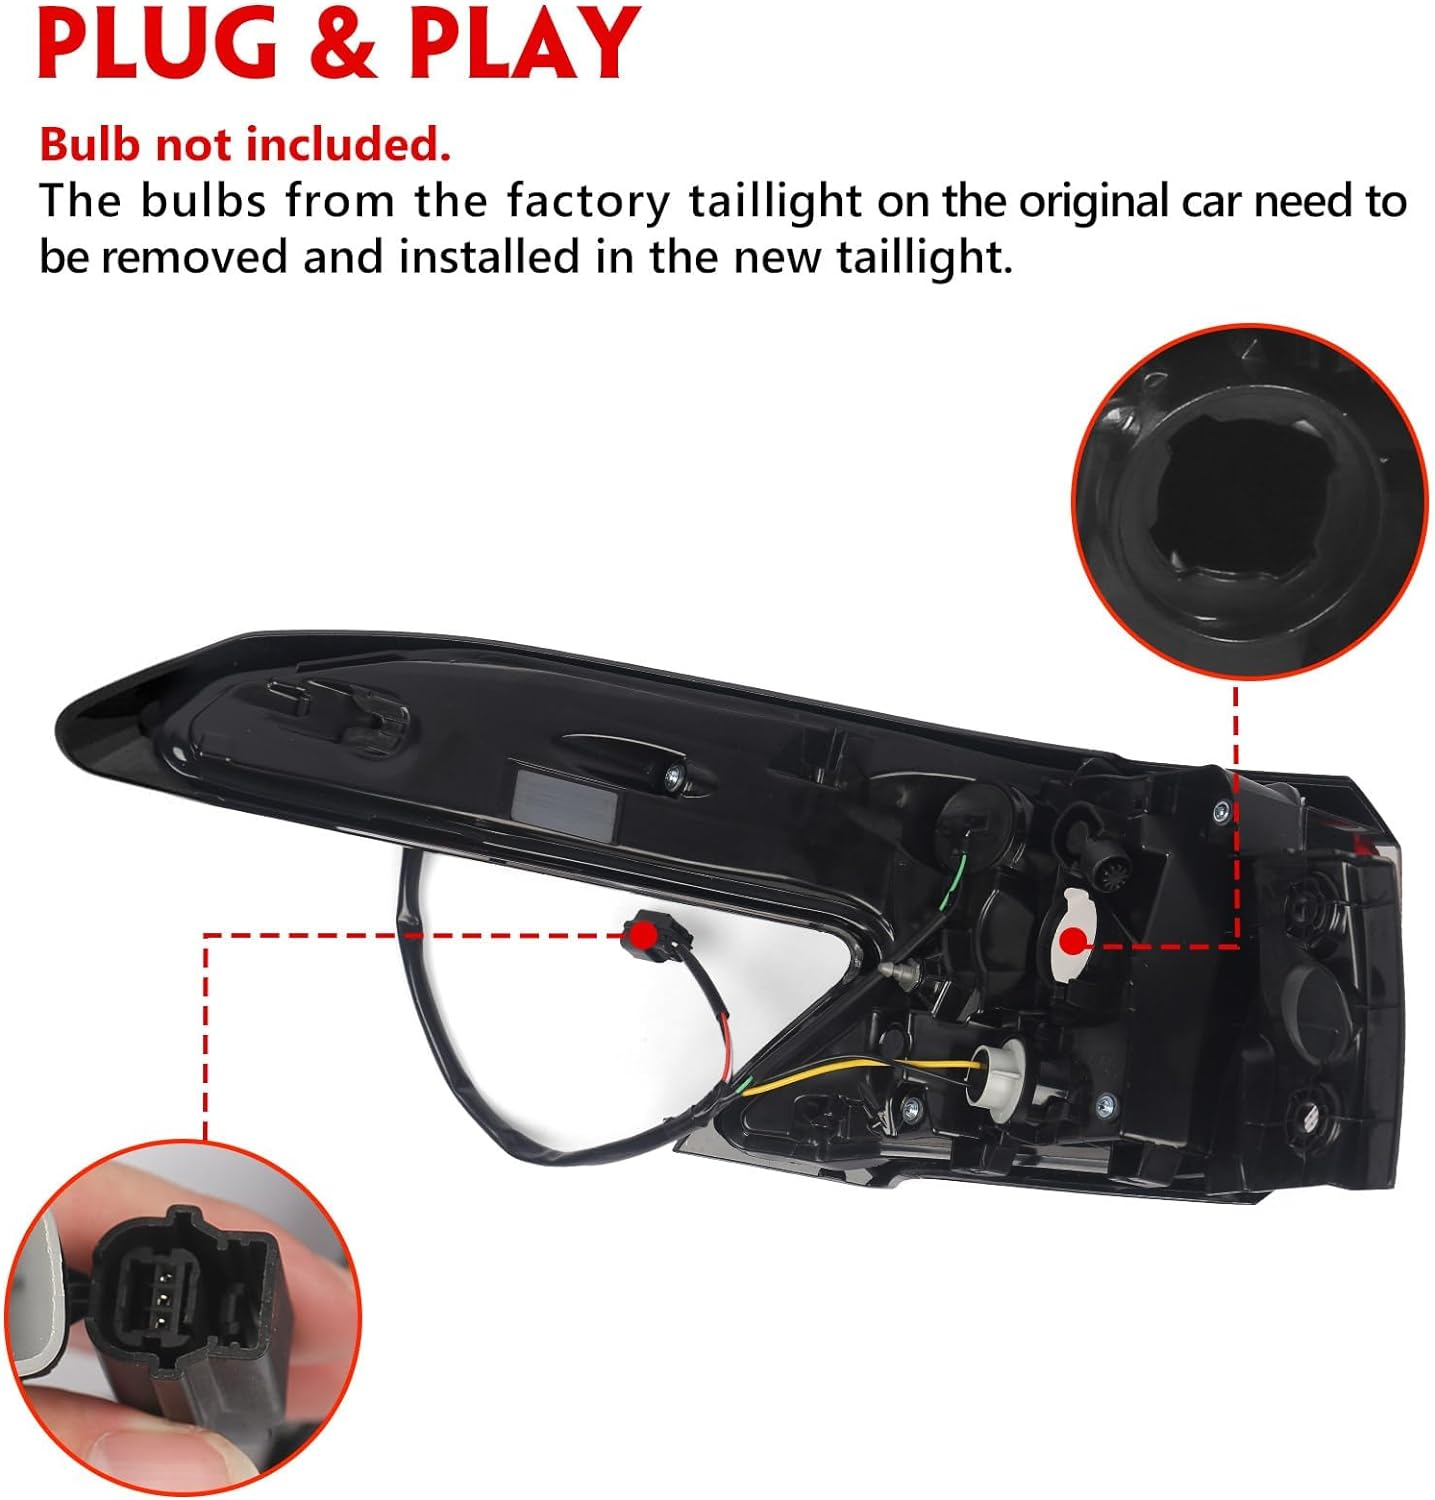 PLUG & PLAY
Bulb not included.
The bulbs from the factory taillight on the original car need to
be removed and installed in the new taillight.